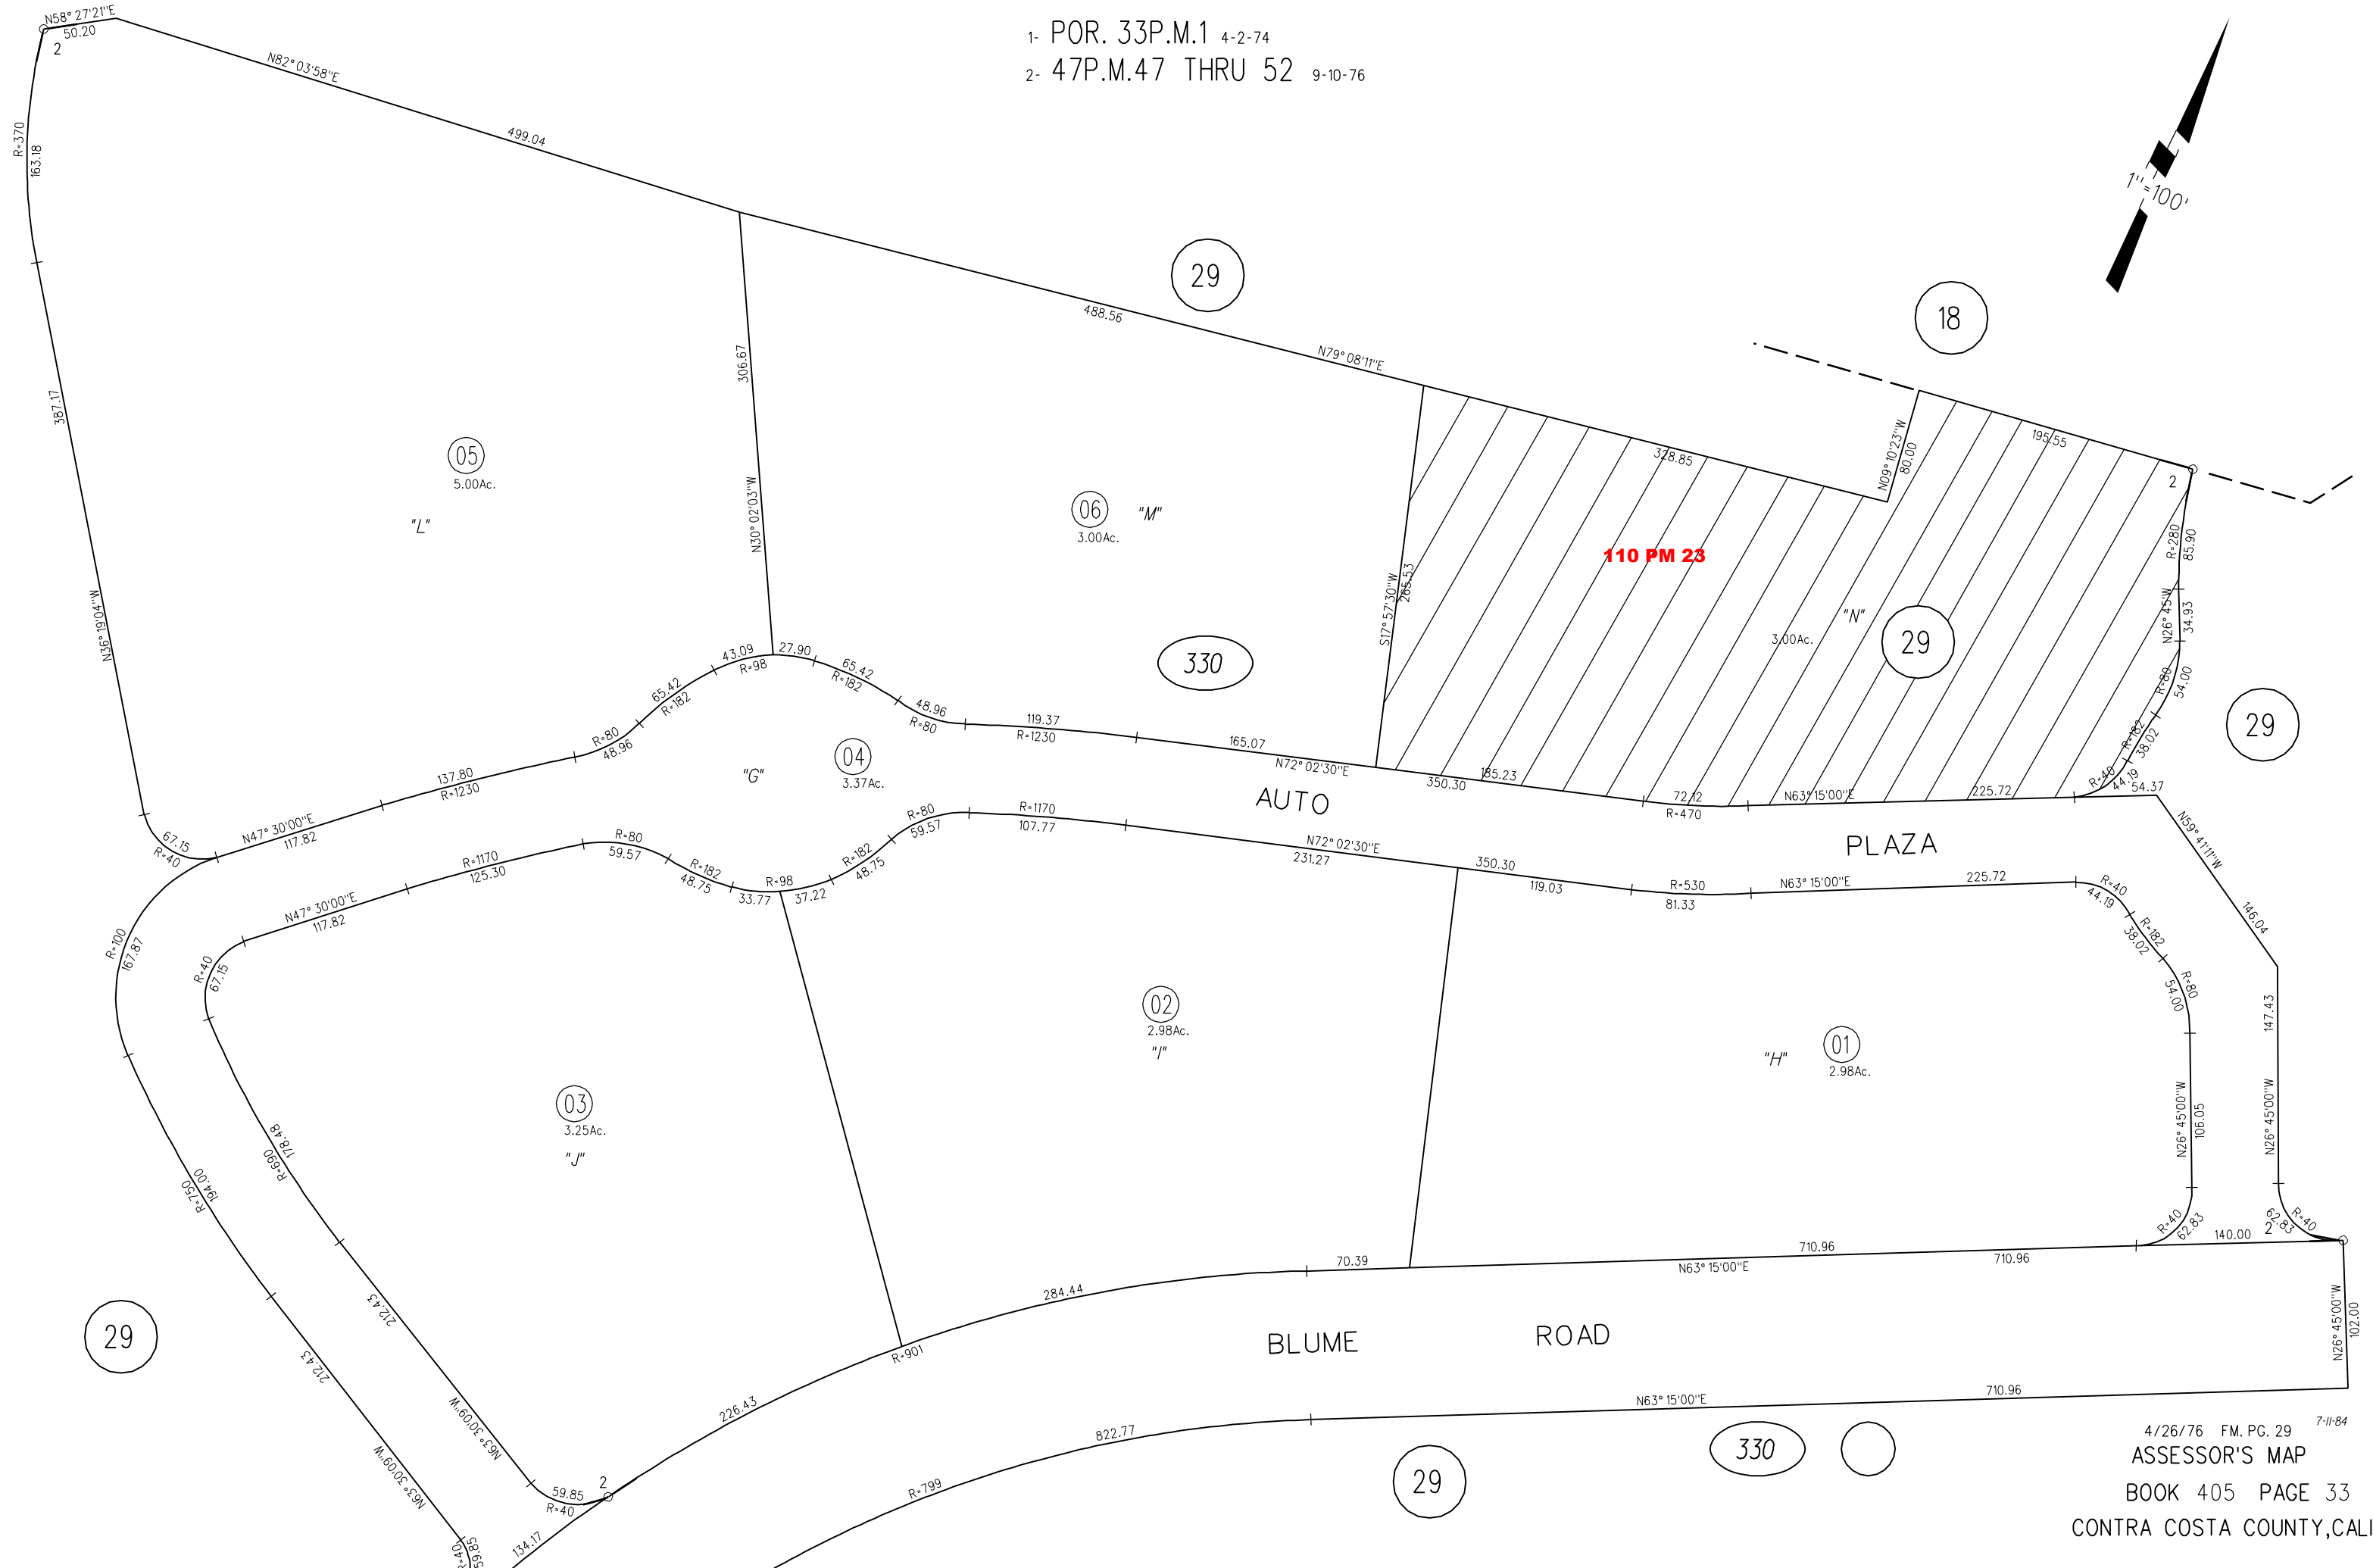 1- POR. 33P.M.1 4-2-74
2- 47P.M.47 THRU 52 9-10-76
1"=100'
N58° 27'21"E
50.20
2
N82° 03'58"E
499.04
R=370
163.18
387.17
N36° 19'04"W
05
5.00Ac.
"L"
306.67
N30° 02'03"W
29
488.56
N79° 08'11"E
18
06
"M"
3.00Ac.
330
S17° 57'30"W
265.53
328.85
N09° 10'23"W
80.00
195.55
2
110 PM 23
"N"
3.00Ac.
29
R=280
85.90
N26° 45'W
34.93
R=80
54.00
R=182
38.02
R=40
44.19
54.37
29
67.15
R=40
N47° 30'00"E
117.82
137.80
R=1230
R=80
48.96
65.42
R=182
43.09
R=98
27.90
65.42
R=182
48.96
R=80
119.37
R=1230
165.07
N72° 02'30"E
350.30
185.23
72.12
R=470
N63° 15'00"E
225.72
"G"
04
3.37Ac.
AUTO
PLAZA
N59° 41'11"W
146.04
147.43
N26° 45'00"W
R=100
167.87
R=40
67.15
N47° 30'00"E
117.82
R=1170
125.30
R=80
59.57
R=182
48.75
33.77
R=98
37.22
R=182
48.75
R=80
59.57
R=1170
107.77
N72° 02'30"E
231.27
350.30
119.03
R=530
81.33
N63° 15'00"E
225.72
R=40
44.19
R=182
38.02
R=80
54.00
N26° 45'00"W
106.05
R=40
62.83
R=40
62.83
2
140.00
03
3.25Ac.
"J"
02
2.98Ac.
"I"
"H"
01
2.98Ac.
178.48
R=690
194.00
R=750
212.43
212.43
N63° 30'09"W
N63° 30'09"W
29
59.85
R=40
2
R=40
59.85
134.17
226.43
R=901
284.44
70.39
710.96
N63° 15'00"E
710.96
BLUME ROAD
N26° 45'00"W
102.00
822.77
R=799
N63° 15'00"E
710.96
29
330
4/26/76 FM. PG. 29 7-11-84
ASSESSOR'S MAP
BOOK 405 PAGE 33
CONTRA COSTA COUNTY,CALI